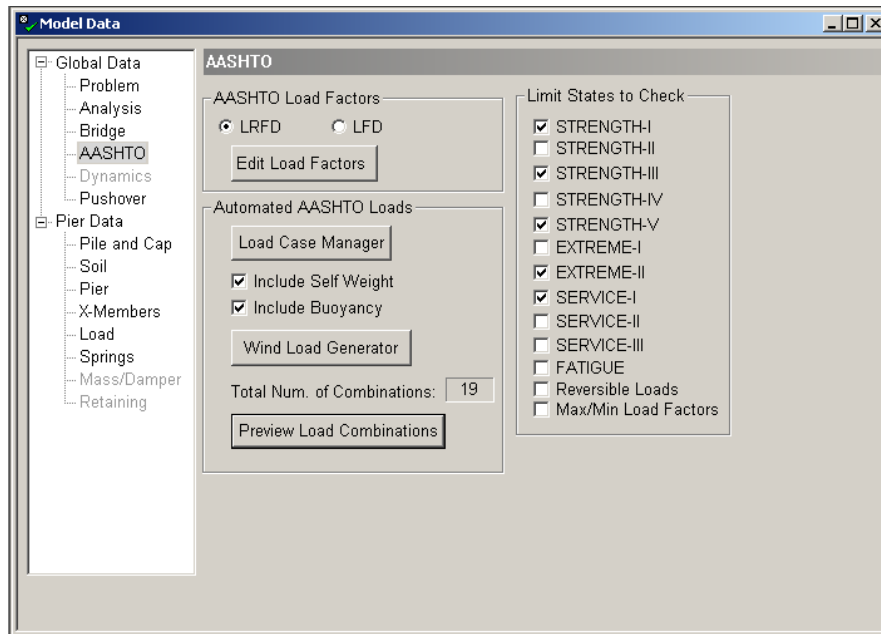 Model Data
Global Data
Problem
Analysis
Bridge
AASHTO
Dynamics
Pushover
Pier Data
Pile and Cap
Soil
Pier
X-Members
Load
Springs
Mass/Damper
Retaining
AASHTO
AASHTO Load Factors
LRFD LFD
Edit Load Factors
Automated AASHTO Loads
Load Case Manager
Include Self Weight
Include Buoyancy
Wind Load Generator
Total Num. of Combinations: 19
Preview Load Combinations
Limit States to Check
STRENGTH-I
STRENGTH-II
STRENGTH-III
STRENGTH-IV
STRENGTH-V
EXTREME-I
EXTREME-II
SERVICE-I
SERVICE-II
SERVICE-III
FATIGUE
Reversible Loads
Max/Min Load Factors